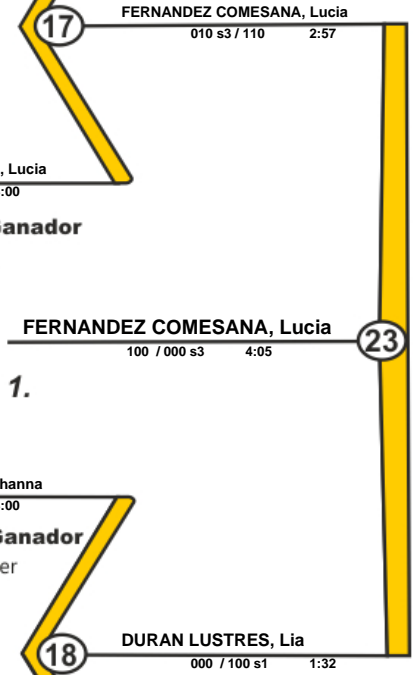 FERNANDEZ COMESANA, Lucia
17
010 s3 / 110 2:57
, Lucia
:00
Ganador
FERNANDEZ COMESANA, Lucia
23
100 / 000 s3 4:05
1.
hanna
:00
Ganador
er
DURAN LUSTRES, Lia
18
000 / 100 s1 1:32